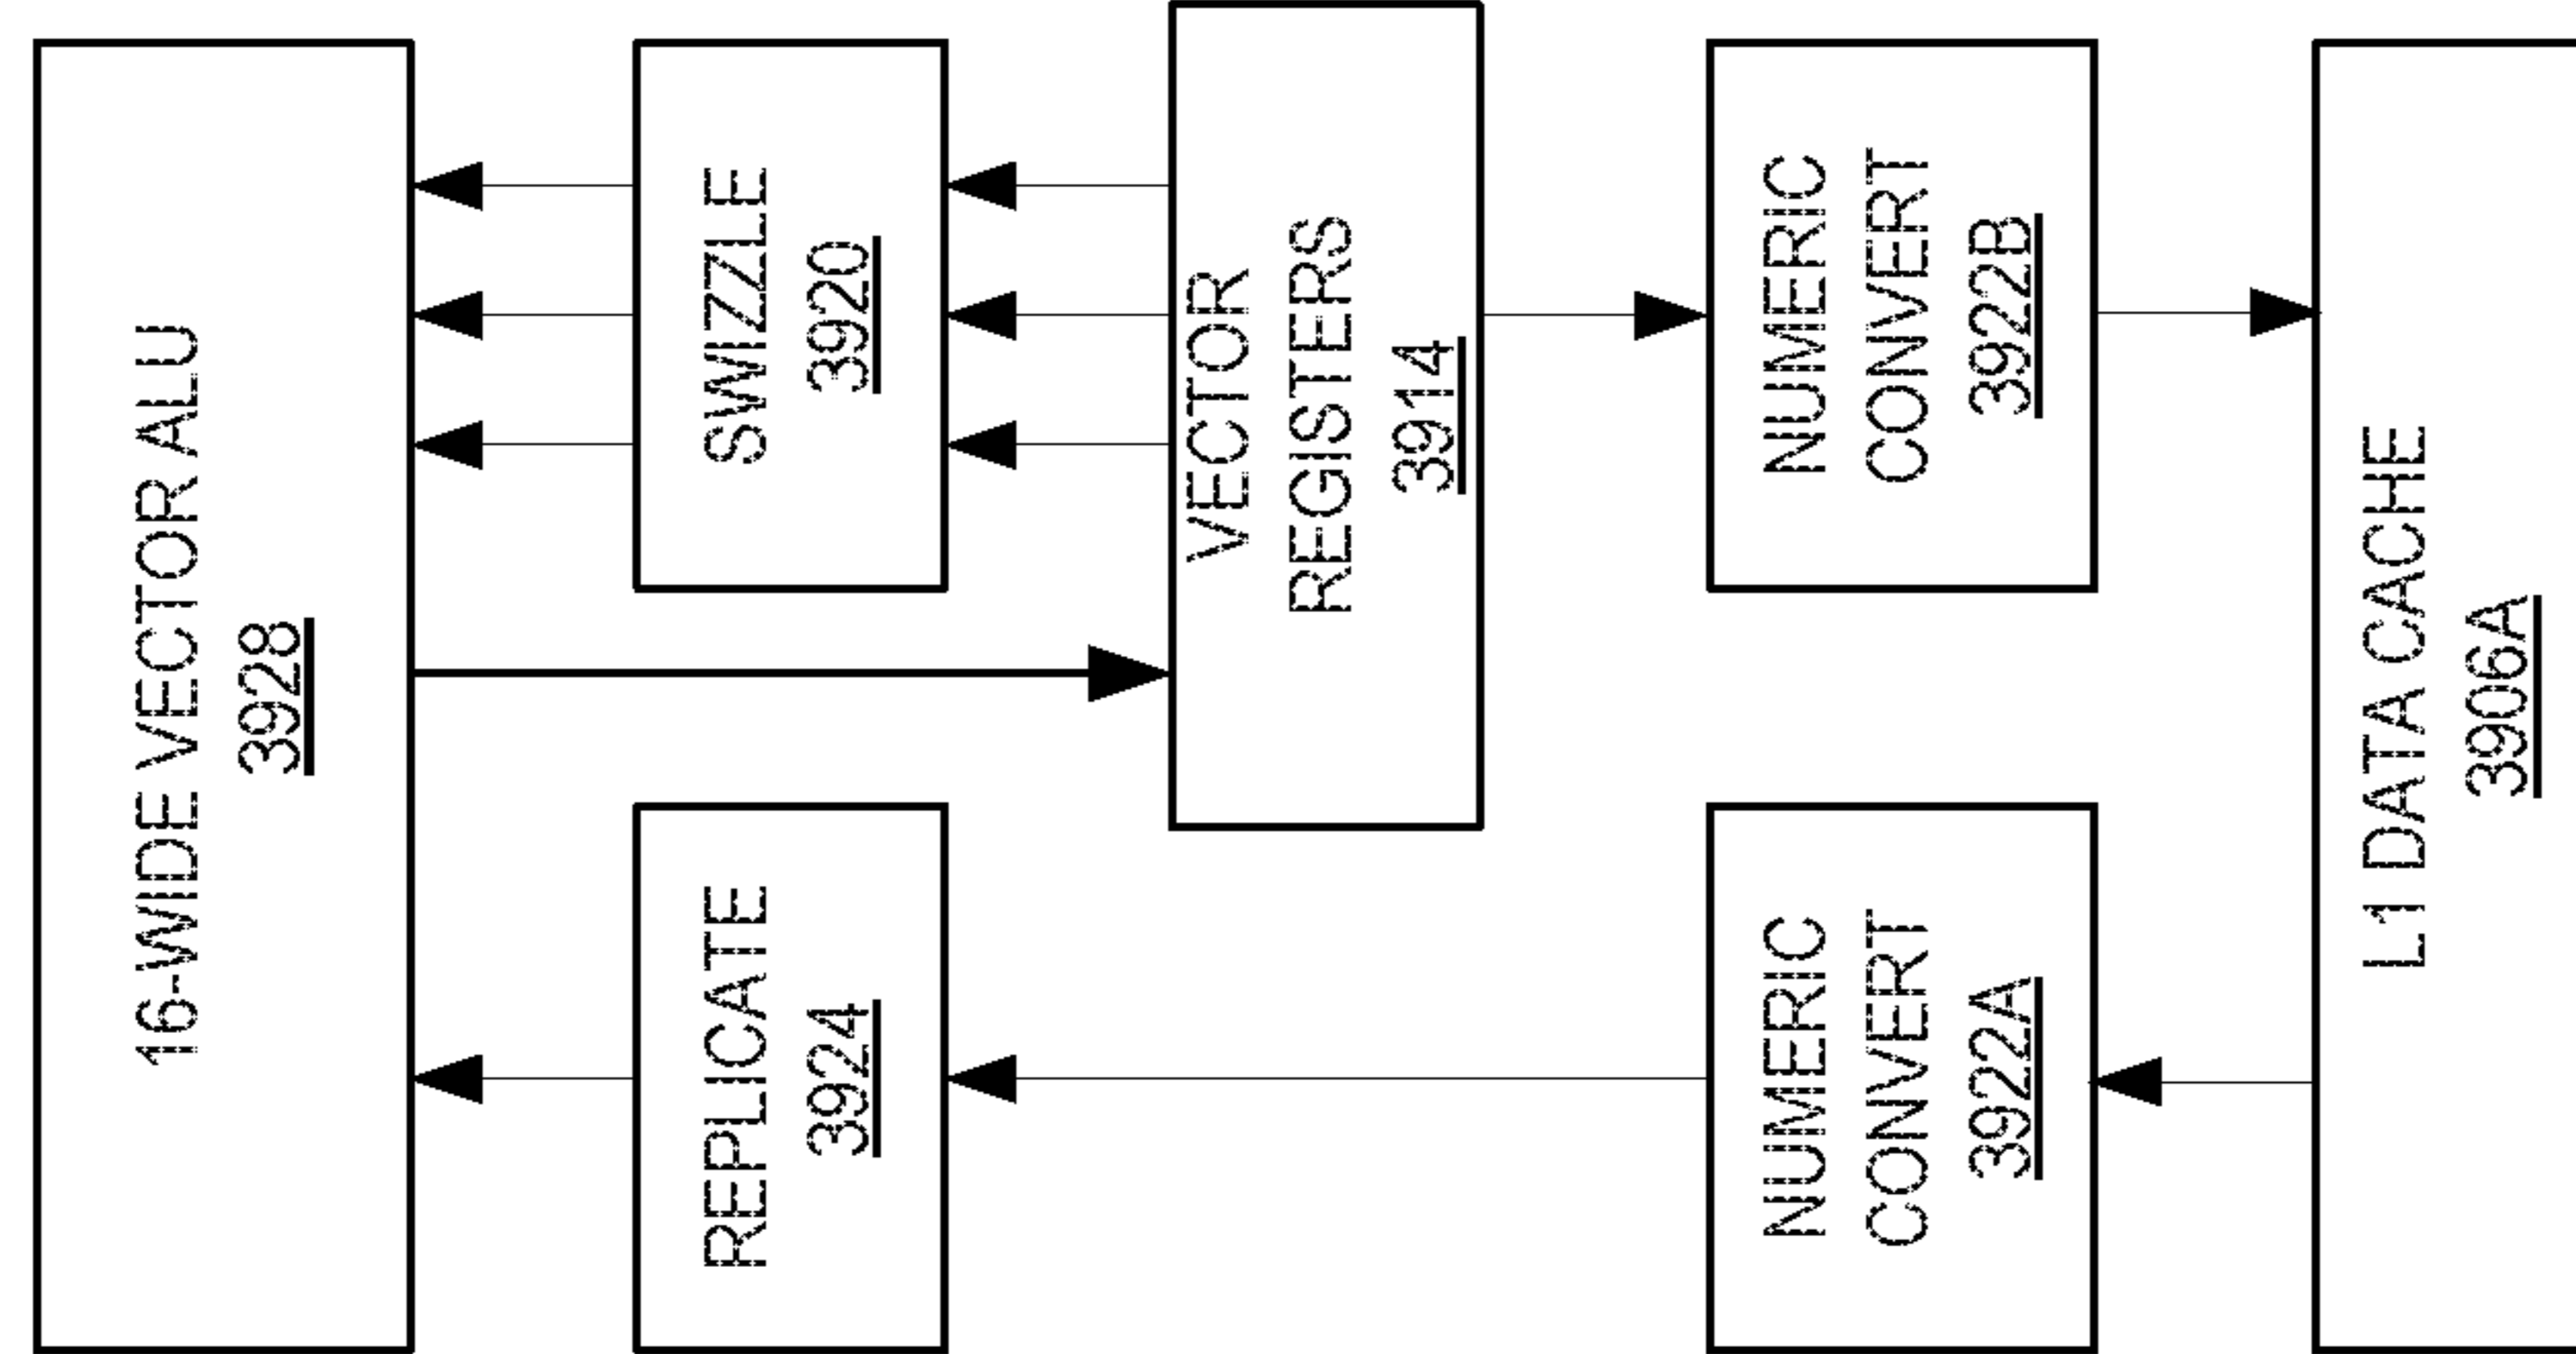 16-WIDE VECTOR ALU
3928
REPLICATE
3924
SWIZZLE
3920
VECTOR
REGISTERS
3914
NUMERIC
CONVERT
3922A
NUMERIC
CONVERT
3922B
L1 DATA CACHE
3906A